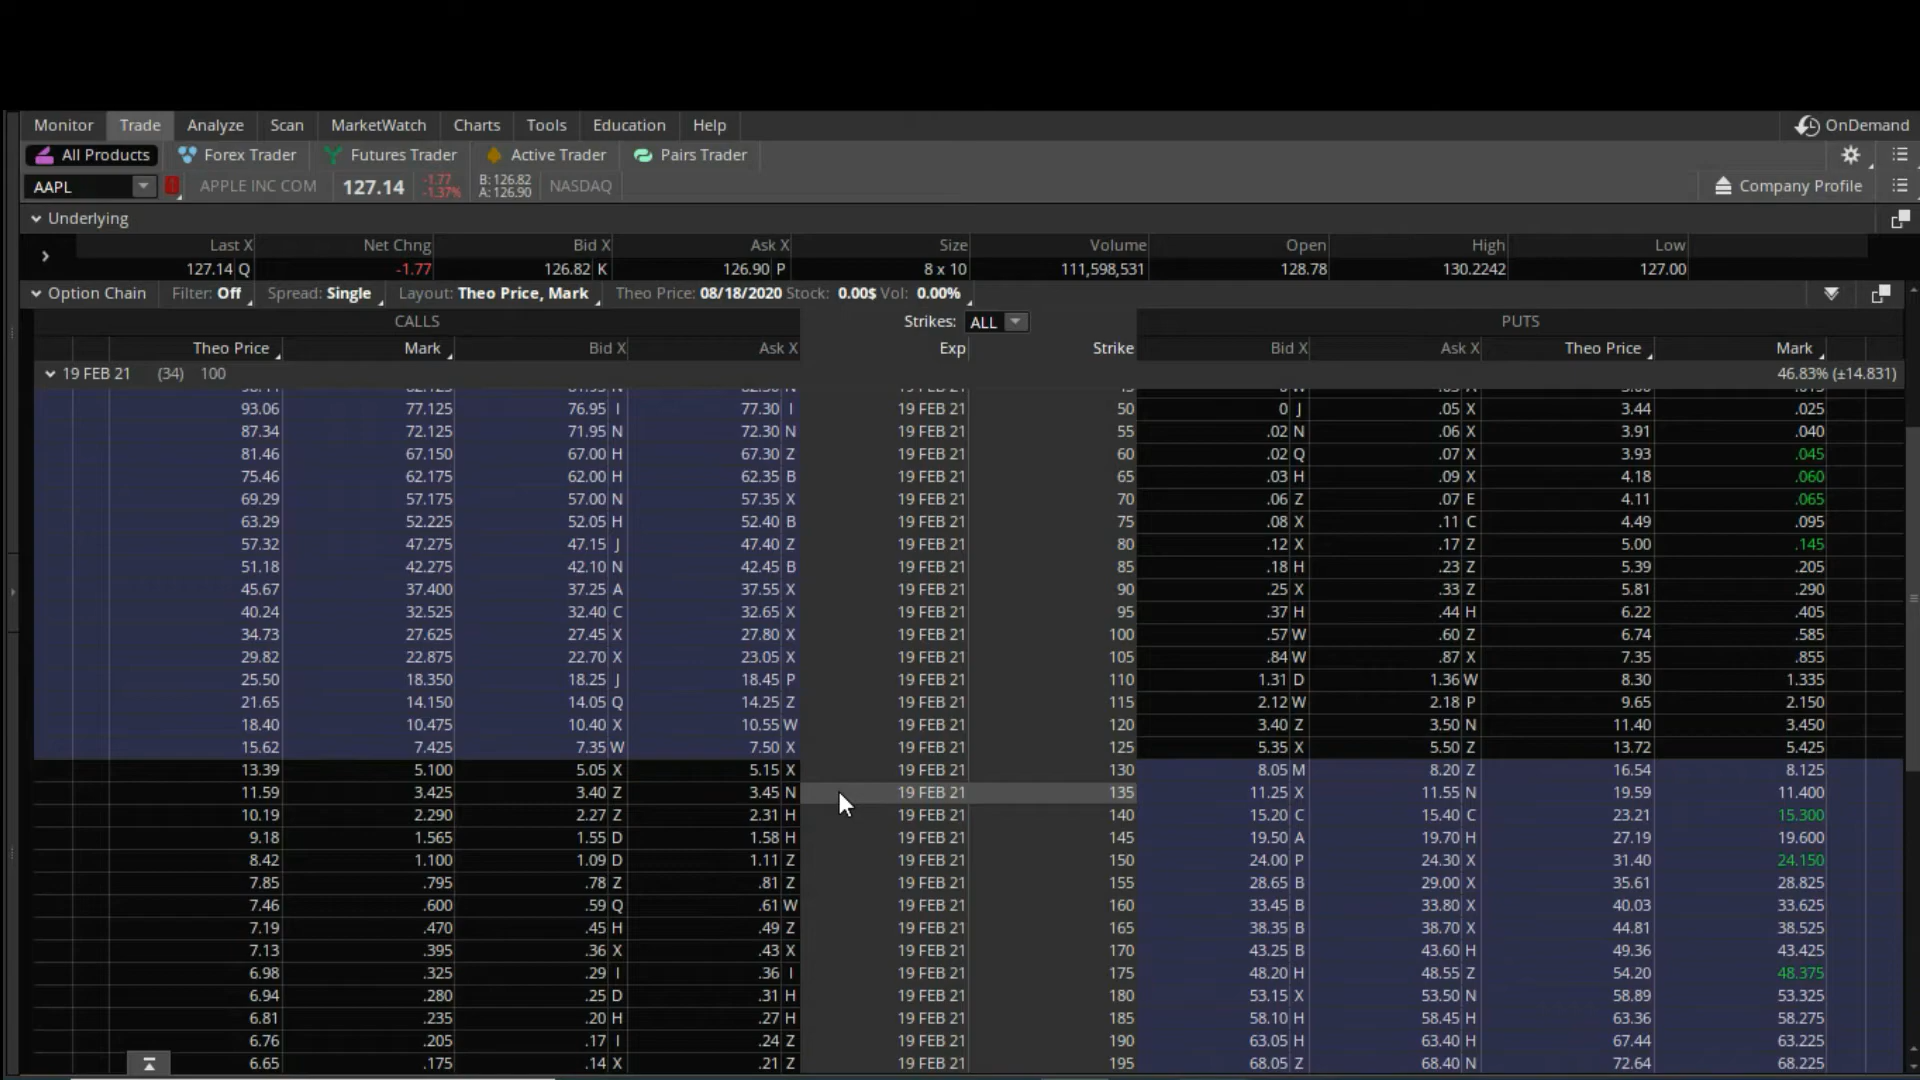 Monitor Trade Analyze Scan MarketWatch Charts Tools Education Help OnDemand
All Products Forex Trader Futures Trader Active Trader Pairs Trader
AAPL APPLE INC COM 127.14 -1.77 -1.37% B: 126.82 A: 126.90 NASDAQ Company Profile
Underlying
Last X Net Chng Bid X Ask X Size Volume Open High Low
127.14 Q -1.77 126.82 K 126.90 P 8 x 10 111,598,531 128.78 130.2242 127.00
Option Chain Filter: Off Spread: Single Layout: Theo Price, Mark Theo Price: 08/18/2020 Stock: 0.00$ Vol: 0.00%
CALLS Strikes: ALL PUTS
Theo Price Mark Bid X Ask X Exp Strike Bid X Ask X Theo Price Mark
19 FEB 21 (34) 100 46.83% (±14.831)
93.06 77.125 76.95 I 77.30 I 19 FEB 21 50 0 J .05 X 3.44 .025
87.34 72.125 71.95 N 72.30 N 19 FEB 21 55 .02 N .06 X 3.91 .040
81.46 67.150 67.00 H 67.30 Z 19 FEB 21 60 .02 Q .07 X 3.93 .045
75.46 62.175 62.00 H 62.35 B 19 FEB 21 65 .03 H .09 X 4.18 .060
69.29 57.175 57.00 N 57.35 X 19 FEB 21 70 .06 Z .07 E 4.11 .065
63.29 52.225 52.05 H 52.40 B 19 FEB 21 75 .08 X .11 C 4.49 .095
57.32 47.275 47.15 J 47.40 Z 19 FEB 21 80 .12 X .17 Z 5.00 .145
51.18 42.275 42.10 N 42.45 B 19 FEB 21 85 .18 H .23 Z 5.39 .205
45.67 37.400 37.25 A 37.55 X 19 FEB 21 90 .25 X .33 Z 5.81 .290
40.24 32.525 32.40 C 32.65 X 19 FEB 21 95 .37 H .44 H 6.22 .405
34.73 27.625 27.45 X 27.80 X 19 FEB 21 100 .57 W .60 Z 6.74 .585
29.82 22.875 22.70 X 23.05 X 19 FEB 21 105 .84 W .87 X 7.35 .855
25.50 18.350 18.25 J 18.45 P 19 FEB 21 110 1.31 D 1.36 W 8.30 1.335
21.65 14.150 14.05 Q 14.25 Z 19 FEB 21 115 2.12 W 2.18 P 9.65 2.150
18.40 10.475 10.40 X 10.55 W 19 FEB 21 120 3.40 Z 3.50 N 11.40 3.450
15.62 7.425 7.35 W 7.50 X 19 FEB 21 125 5.35 X 5.50 Z 13.72 5.425
13.39 5.100 5.05 X 5.15 X 19 FEB 21 130 8.05 M 8.20 Z 16.54 8.125
11.59 3.425 3.40 Z 3.45 N 19 FEB 21 135 11.25 X 11.55 N 19.59 11.400
10.19 2.290 2.27 Z 2.31 H 19 FEB 21 140 15.20 C 15.40 C 23.21 15.300
9.18 1.565 1.55 D 1.58 H 19 FEB 21 145 19.50 A 19.70 H 27.19 19.600
8.42 1.100 1.09 D 1.11 Z 19 FEB 21 150 24.00 P 24.30 X 31.40 24.150
7.85 .795 .78 Z .81 Z 19 FEB 21 155 28.65 B 29.00 X 35.61 28.825
7.46 .600 .59 Q .61 W 19 FEB 21 160 33.45 B 33.80 X 40.03 33.625
7.19 .470 .45 H .49 Z 19 FEB 21 165 38.35 B 38.70 X 44.81 38.525
7.13 .395 .36 X .43 X 19 FEB 21 170 43.25 B 43.60 H 49.36 43.425
6.98 .325 .29 I .36 I 19 FEB 21 175 48.20 H 48.55 Z 54.20 48.375
6.94 .280 .25 D .31 H 19 FEB 21 180 53.15 X 53.50 N 58.89 53.325
6.81 .235 .20 H .27 H 19 FEB 21 185 58.10 H 58.45 H 63.36 58.275
6.76 .205 .17 I .24 Z 19 FEB 21 190 63.05 H 63.40 H 67.44 63.225
6.65 .175 .14 X .21 Z 19 FEB 21 195 68.05 Z 68.40 N 72.64 68.225